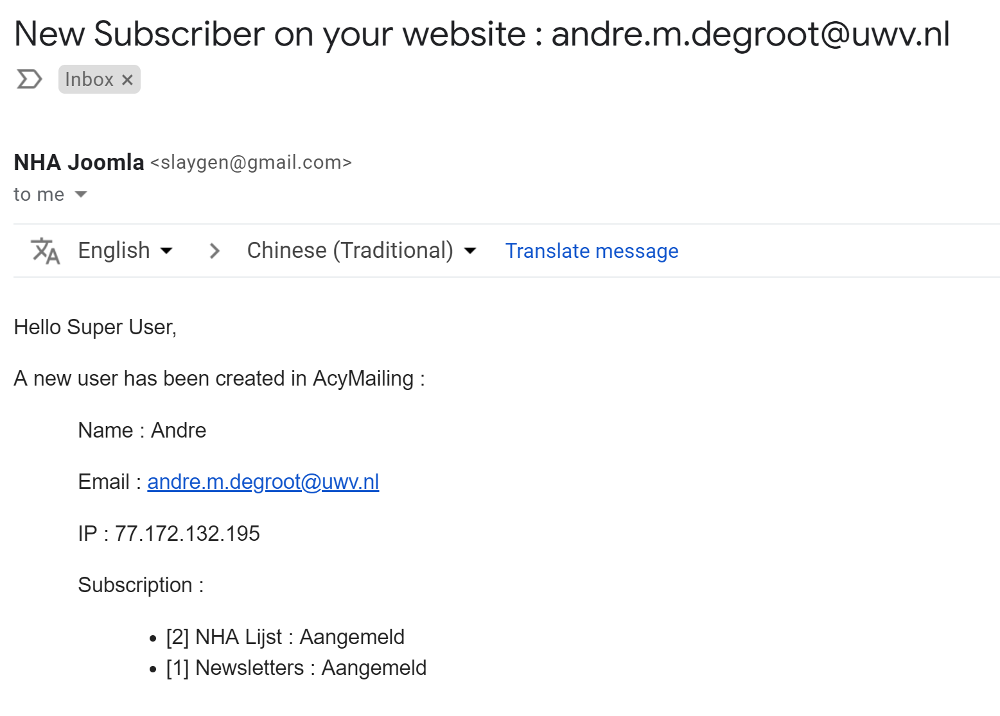 New Subscriber on your website : andre.m.degroot@uwv.nl
Inbox ×
NHA Joomla <slaygen@gmail.com>
to me
English > Chinese (Traditional) Translate message
Hello Super User,
A new user has been created in AcyMailing :
Name : Andre
Email : andre.m.degroot@uwv.nl
IP : 77.172.132.195
Subscription :
• [2] NHA Lijst : Aangemeld
• [1] Newsletters : Aangemeld